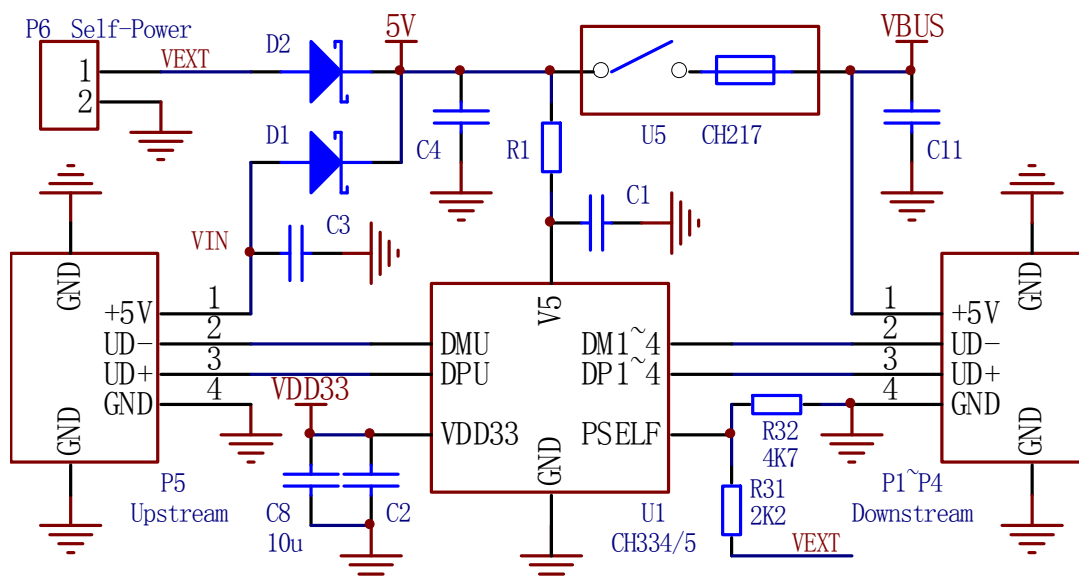 P6 Self-Power
VEXT
1
2
D2
5V
VBUS
D1
C4
R1
U5 CH217
C11
VIN
C3
C1
GND
V5
GND
+5V
1
1
+5V
UD-
2
DMU
DM1~4
2
UD-
UD+
3
DPU
DP1~4
3
UD+
GND
4
VDD33
4
GND
GND
VDD33
GND
PSELF
R32
4K7
GND
P5
Upstream
C8
10u
C2
U1
CH334/5
R31
2K2
VEXT
P1~P4
Downstream